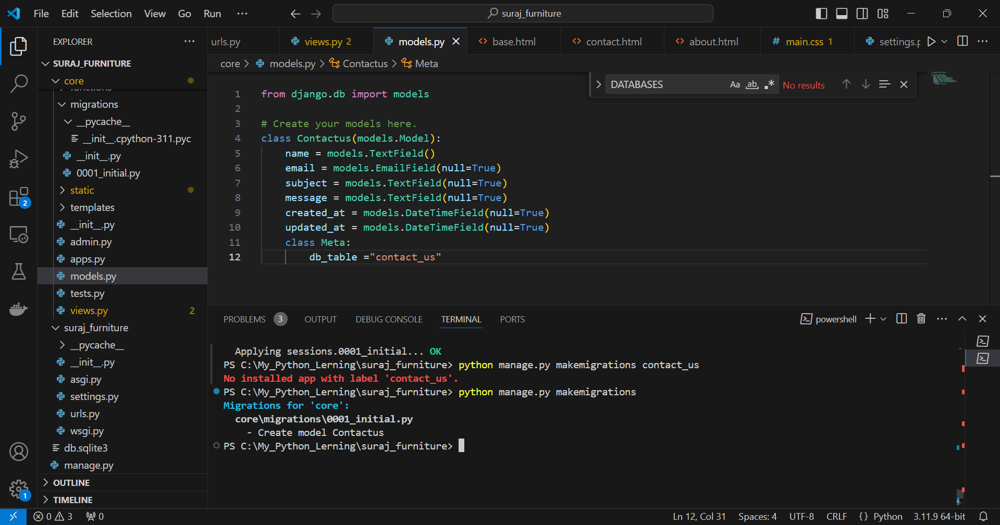 File Edit Selection View Go Run ··· suraj_furniture
EXPLORER ···
SURAJ_FURNITURE
core
functions
migrations
__pycache__
__init__.cpython-311.pyc
__init__.py
0001_initial.py
static
templates
__init__.py
admin.py
apps.py
models.py
tests.py
views.py 2
suraj_furniture
__pycache__
__init__.py
asgi.py
settings.py
urls.py
wsgi.py
db.sqlite3
manage.py
OUTLINE
TIMELINE
2
1
urls.py views.py 2 models.py base.html contact.html about.html # main.css 1 settings.p
core > models.py > Contactus > Meta
DATABASES Aa ab .* No results
1 from django.db import models
2
3 # Create your models here.
4 class Contactus(models.Model):
5 name = models.TextField()
6 email = models.EmailField(null=True)
7 subject = models.TextField(null=True)
8 message = models.TextField(null=True)
9 created_at = models.DateTimeField(null=True)
10 updated_at = models.DateTimeField(null=True)
11 class Meta:
12 db_table ="contact_us"
PROBLEMS 3 OUTPUT DEBUG CONSOLE TERMINAL PORTS powershell
Applying sessions.0001_initial... OK
PS C:\My_Python_Lerning\suraj_furniture> python manage.py makemigrations contact_us
No installed app with label 'contact_us'.
PS C:\My_Python_Lerning\suraj_furniture> python manage.py makemigrations
Migrations for 'core':
core\migrations\0001_initial.py
- Create model Contactus
PS C:\My_Python_Lerning\suraj_furniture>
0 3 0 Ln 12, Col 31 Spaces: 4 UTF-8 CRLF {} Python 3.11.9 64-bit